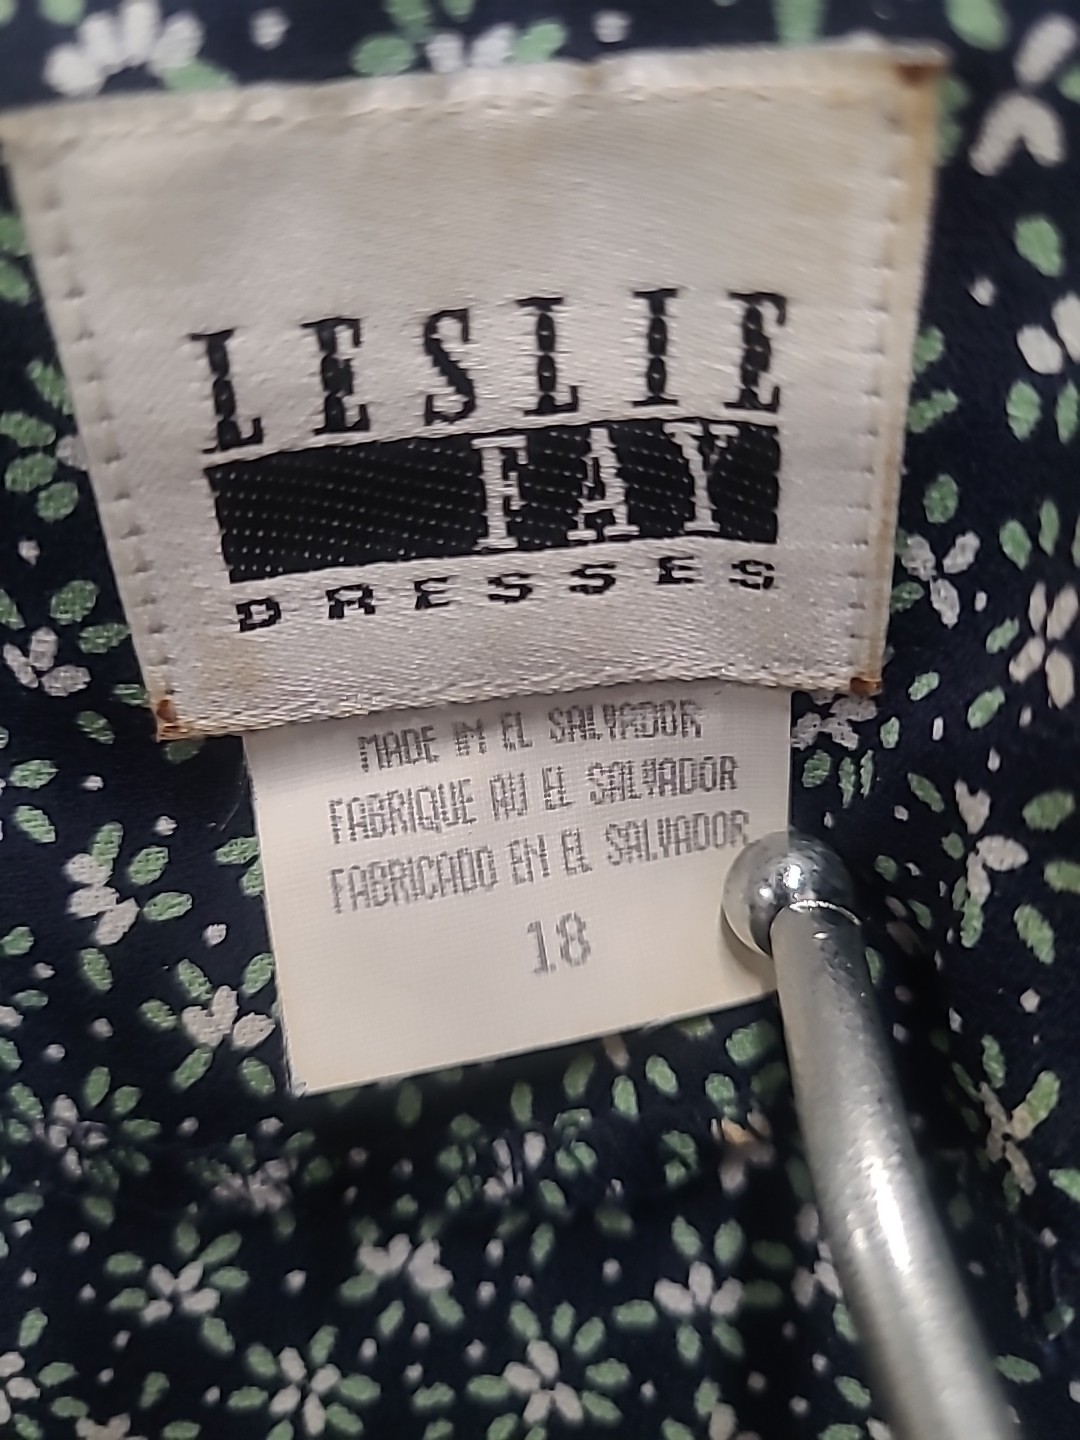 LESLIE
FAY
DRESSES
MADE IN EL SALVADOR
FABRIQUE AU EL SALVADOR
FABRICADO EN EL SALVADOR
18